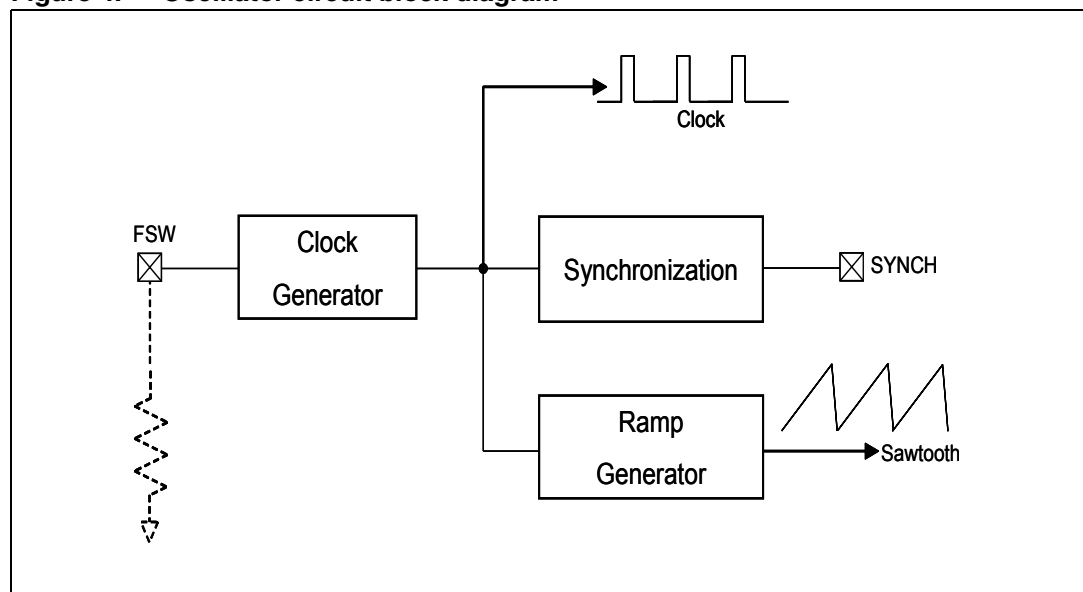 Clock
FSW
Clock
Generator
Synchronization
SYNCH
Ramp
Generator
Sawtooth